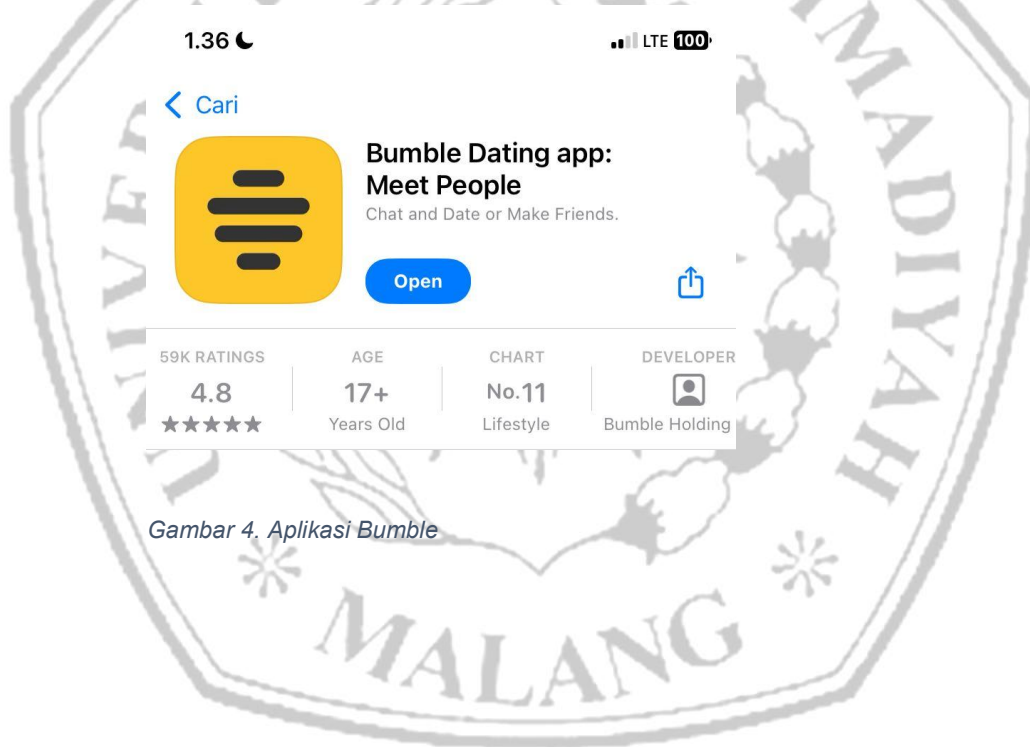 1.36 LTE 100
Cari
Bumble Dating app:
Meet People
Chat and Date or Make Friends.
Open
59K RATINGS AGE CHART DEVELOPER
4.8 17+ No.11
Years Old Lifestyle Bumble Holding
Gambar 4. Aplikasi Bumble
MALANG